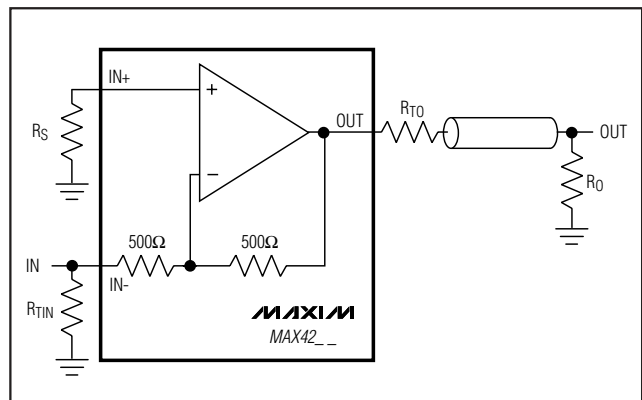 IN+
+
OUT
RTO
OUT
RS
−
RO
500Ω
500Ω
IN
IN-
RTIN
MAXIM
MAX42_ _